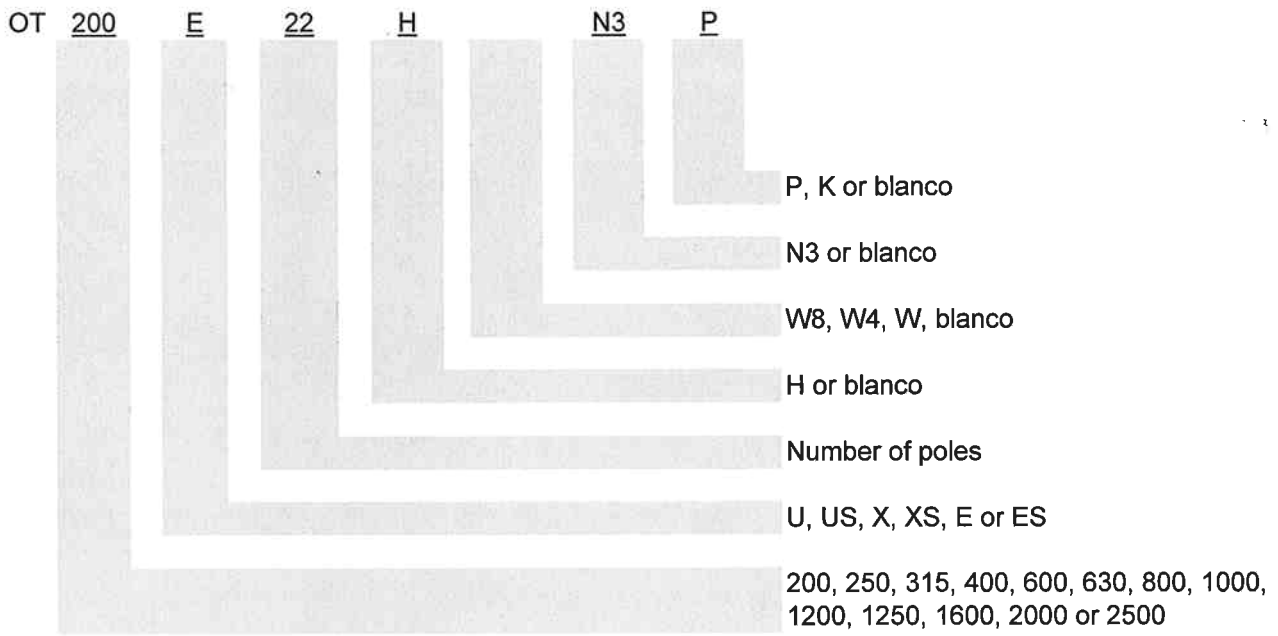 OT 200 E 22 H N3 P
P, K or blanco
N3 or blanco
W8, W4, W, blanco
H or blanco
Number of poles
U, US, X, XS, E or ES
200, 250, 315, 400, 600, 630, 800, 1000,
1200, 1250, 1600, 2000 or 2500